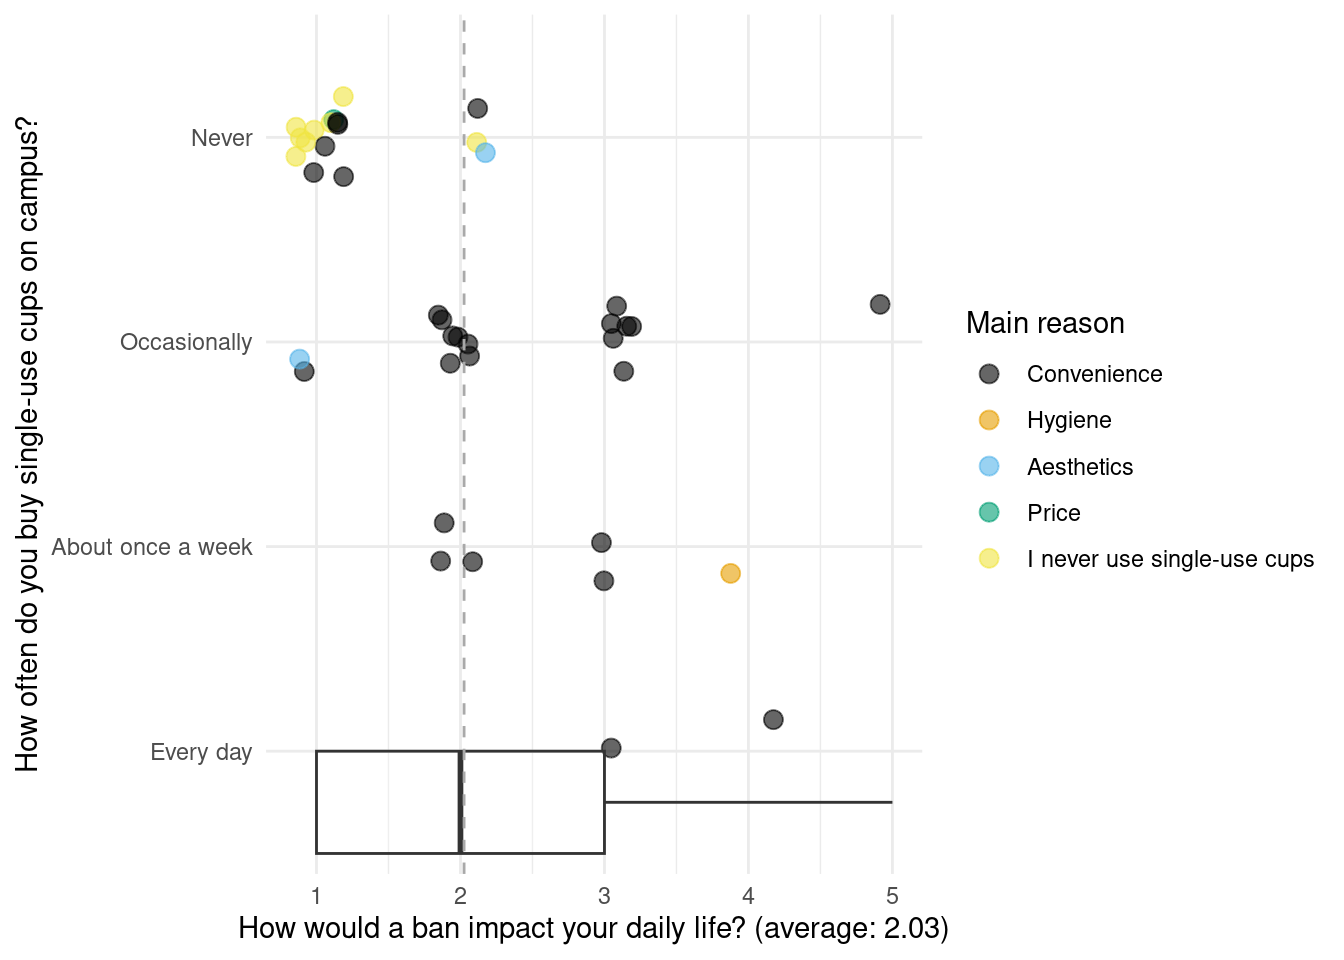 How often do you buy single-use cups on campus?
Never
Occasionally
About once a week
Every day
1 2 3 4 5
How would a ban impact your daily life? (average: 2.03)
Main reason
Convenience
Hygiene
Aesthetics
Price
I never use single-use cups